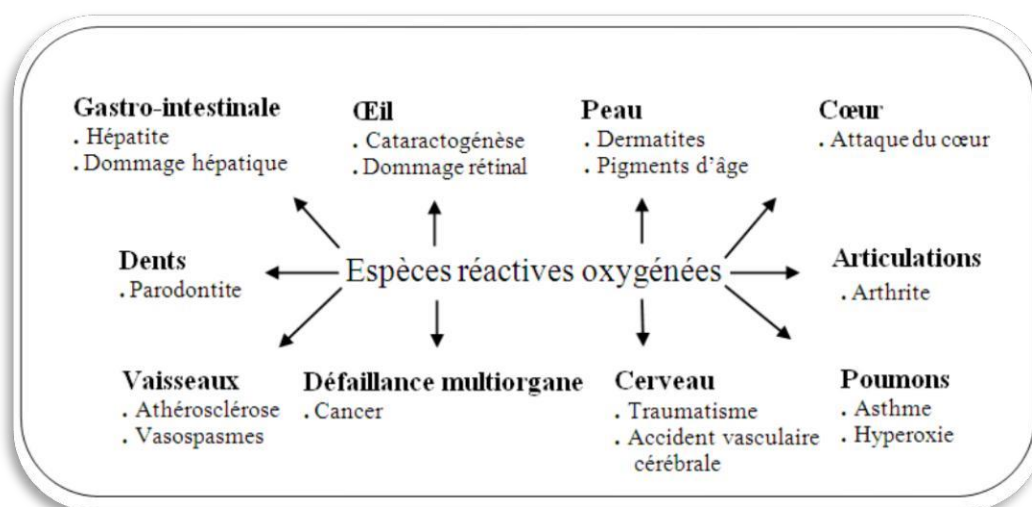 Gastro-intestinale
. Hépatite
. Dommage hépatique
Œil
. Cataractogénèse
. Dommage rétinal
Peau
. Dermatites
. Pigments d'âge
Cœur
. Attaque du cœur
Dents
. Parodontite
Espèces réactives oxygénées
Articulations
. Arthrite
Vaisseaux
. Athérosclérose
. Vasospasmes
Défaillance multiorgane
. Cancer
Cerveau
. Traumatisme
. Accident vasculaire
cérébrale
Poumons
. Asthme
. Hyperoxie